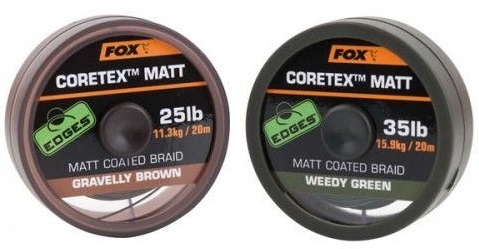 FOX
CORETEX™ MATT
25lb
11.3kg / 20m
EDGES
MATT COATED BRAID
GRAVELLY BROWN
FOX
CORETEX™ MATT
35lb
15.9kg / 20m
EDGES
MATT COATED BRAID
WEEDY GREEN